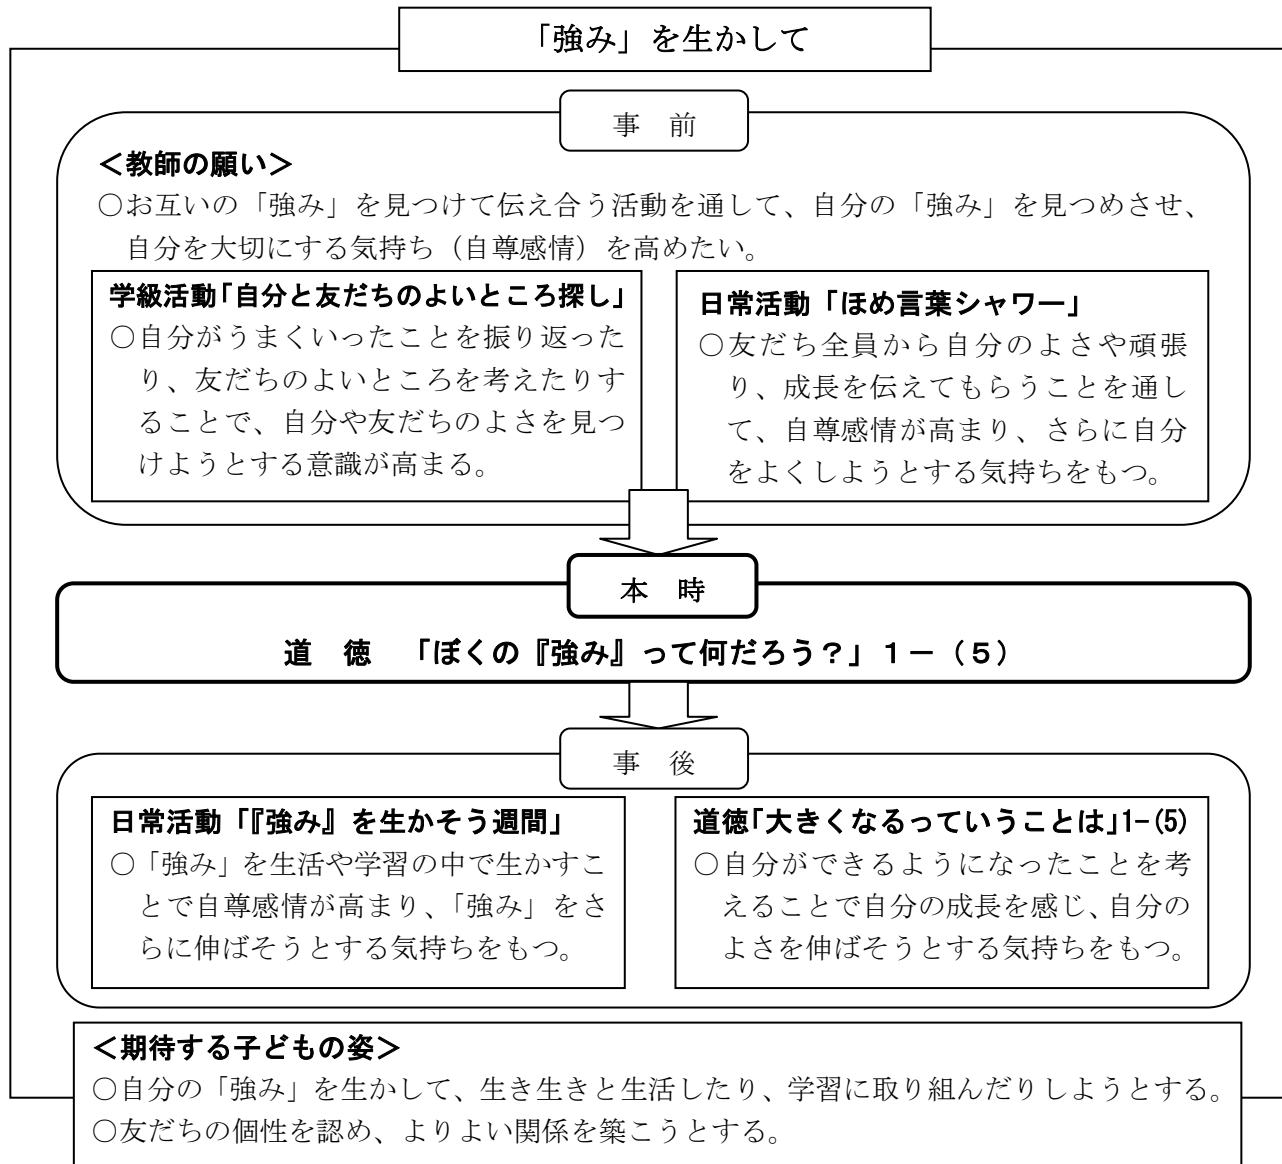 「強み」を生かして
事　前
＜教師の願い＞
○お互いの「強み」を見つけて伝え合う活動を通して、自分の「強み」を見つめさせ、
自分を大切にする気持ち（自尊感情）を高めたい。
学級活動「自分と友だちのよいところ探し」
○自分がうまくいったことを振り返った
り、友だちのよいところを考えたりす
ることで、自分や友だちのよさを見つ
けようとする意識が高まる。
日常活動「ほめ言葉シャワー」
○友だち全員から自分のよさや頑張
り、成長を伝えてもらうことを通し
て、自尊感情が高まり、さらに自分
をよくしようとする気持ちをもつ。
本　時
道　徳　「ぼくの『強み』って何だろう？」１－（５）
事　後
日常活動「『強み』を生かそう週間」
○「強み」を生活や学習の中で生かすこ
とで自尊感情が高まり、「強み」をさ
らに伸ばそうとする気持ちをもつ。
道徳「大きくなるっていうことは」1-(5)
○自分ができるようになったことを考
えることで自分の成長を感じ、自分の
よさを伸ばそうとする気持ちをもつ。
＜期待する子どもの姿＞
○自分の「強み」を生かして、生き生きと生活したり、学習に取り組んだりしようとする。
○友だちの個性を認め、よりよい関係を築こうとする。